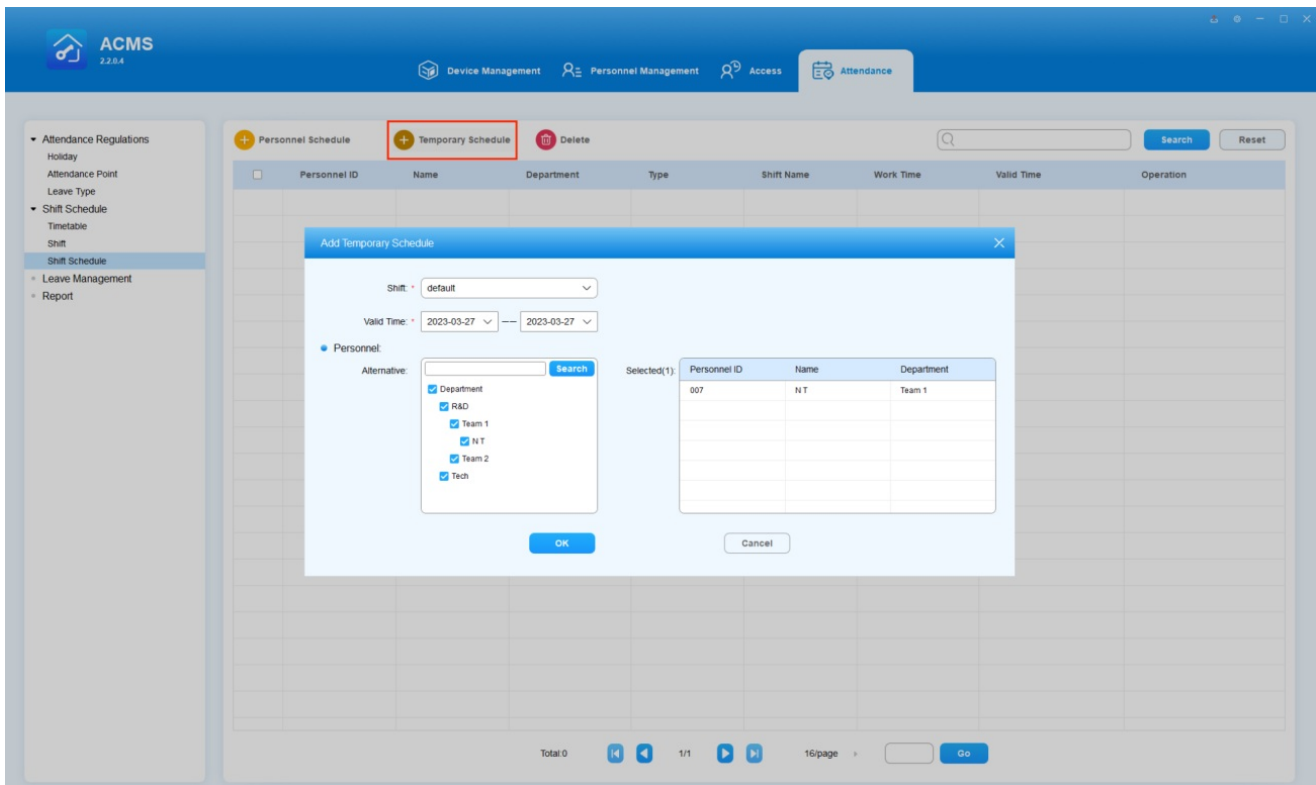 ACMS
2.2.0.4
Device Management Personnel Management Access Attendance
Attendance Regulations
Holiday
Attendance Point
Leave Type
Shift Schedule
Timetable
Shift
Shift Schedule
Leave Management
Report
Personnel Schedule Temporary Schedule Delete Search Reset
Personnel ID Name Department Type Shift Name Work Time Valid Time Operation
Add Temporary Schedule
Shift: * default
Valid Time: * 2023-03-27 —— 2023-03-27
Personnel:
Alternative: Search
Department
R&D
Team 1
N T
Team 2
Tech
Selected(1): Personnel ID Name Department
007 N T Team 1
OK Cancel
Total:0 1/1 16/page > Go